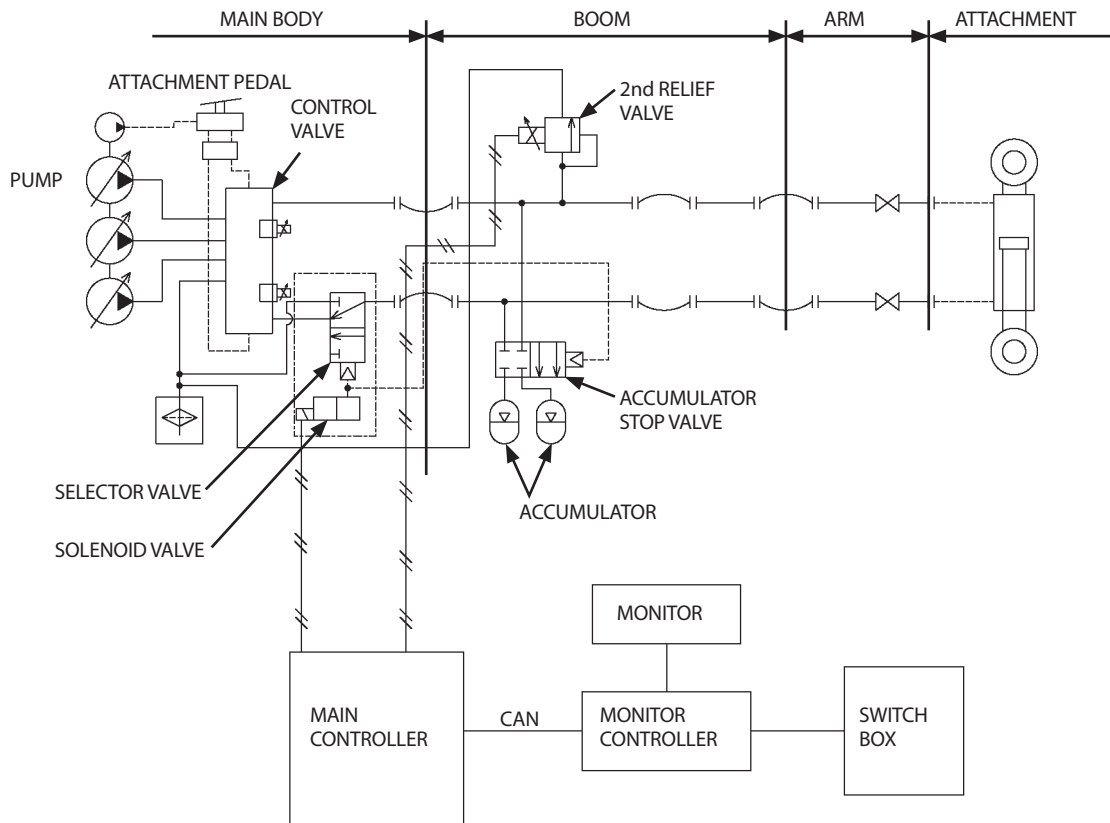 MAIN BODY
BOOM
ARM
ATTACHMENT
ATTACHMENT PEDAL
CONTROL
VALVE
2nd RELIEF
VALVE
PUMP
ACCUMULATOR
STOP VALVE
SELECTOR VALVE
ACCUMULATOR
SOLENOID VALVE
MONITOR
MAIN
CONTROLLER
CAN
MONITOR
CONTROLLER
SWITCH
BOX